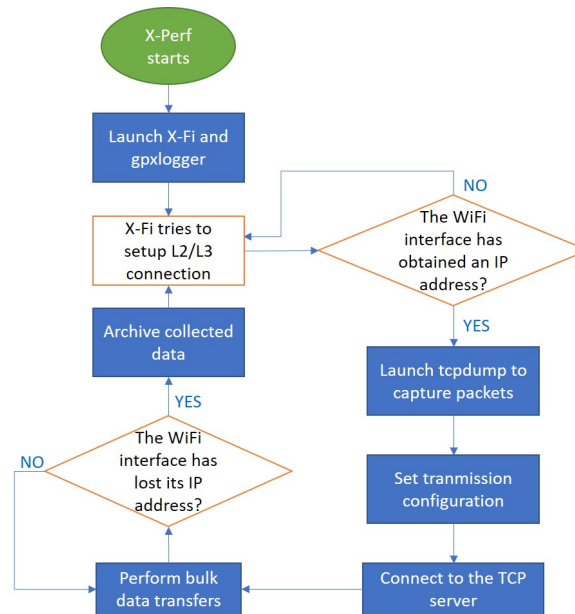 X-Perf
starts
Launch X-Fi and
gpxlogger
NO
X-Fi tries to
setup L2/L3
connection
The WiFi
interface has
obtained an IP
address?
YES
Archive collected
data
Launch tcpdump to
capture packets
YES
NO
The WiFi
interface has
lost its IP
address?
Set tranmission
configuration
Perform bulk
data transfers
Connect to the TCP
server